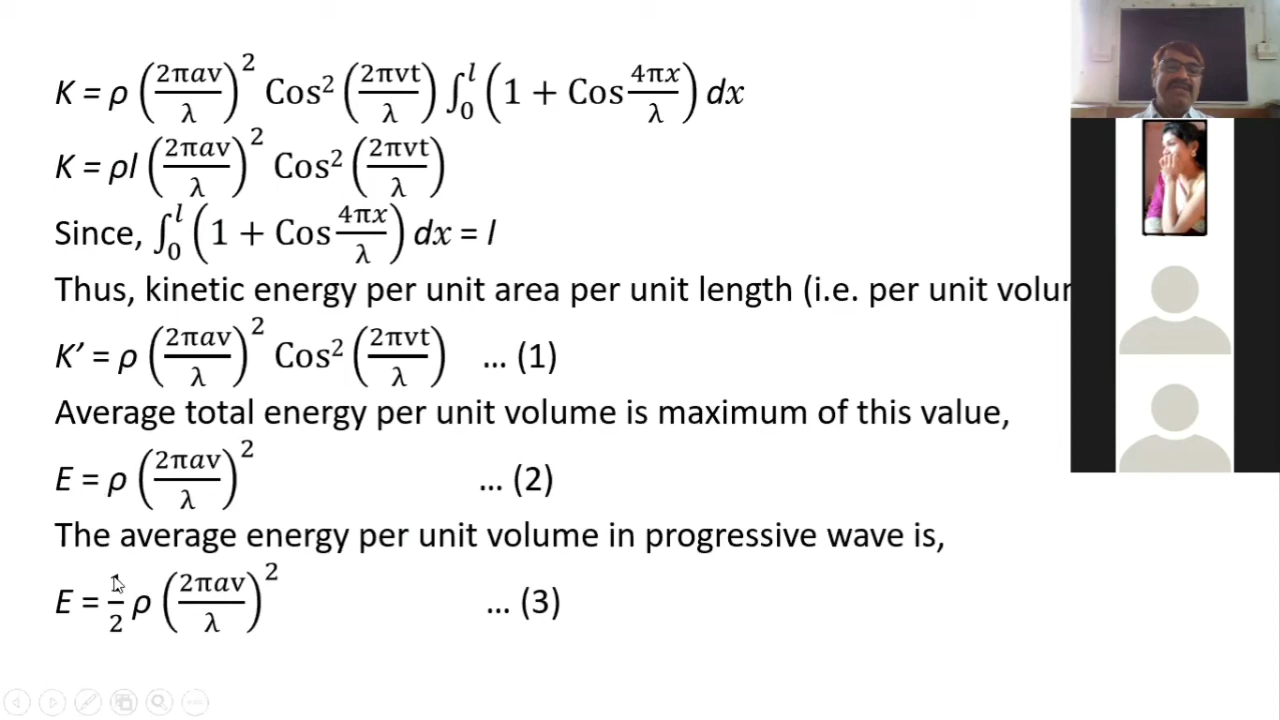 K = ρ (2πav/λ)² Cos² (2πvt/λ) ∫₀ˡ (1 + Cos 4πx/λ) dx
K = ρl (2πav/λ)² Cos² (2πvt/λ)
Since, ∫₀ˡ (1 + Cos 4πx/λ) dx = l
Thus, kinetic energy per unit area per unit length (i.e. per unit
K′ = ρ (2πav/λ)² Cos² (2πvt/λ) ... (1)
Average total energy per unit volume is maximum of this value,
E = ρ (2πav/λ)² ... (2)
The average energy per unit volume in progressive wave is,
E = 1/2 ρ (2πav/λ)² ... (3)